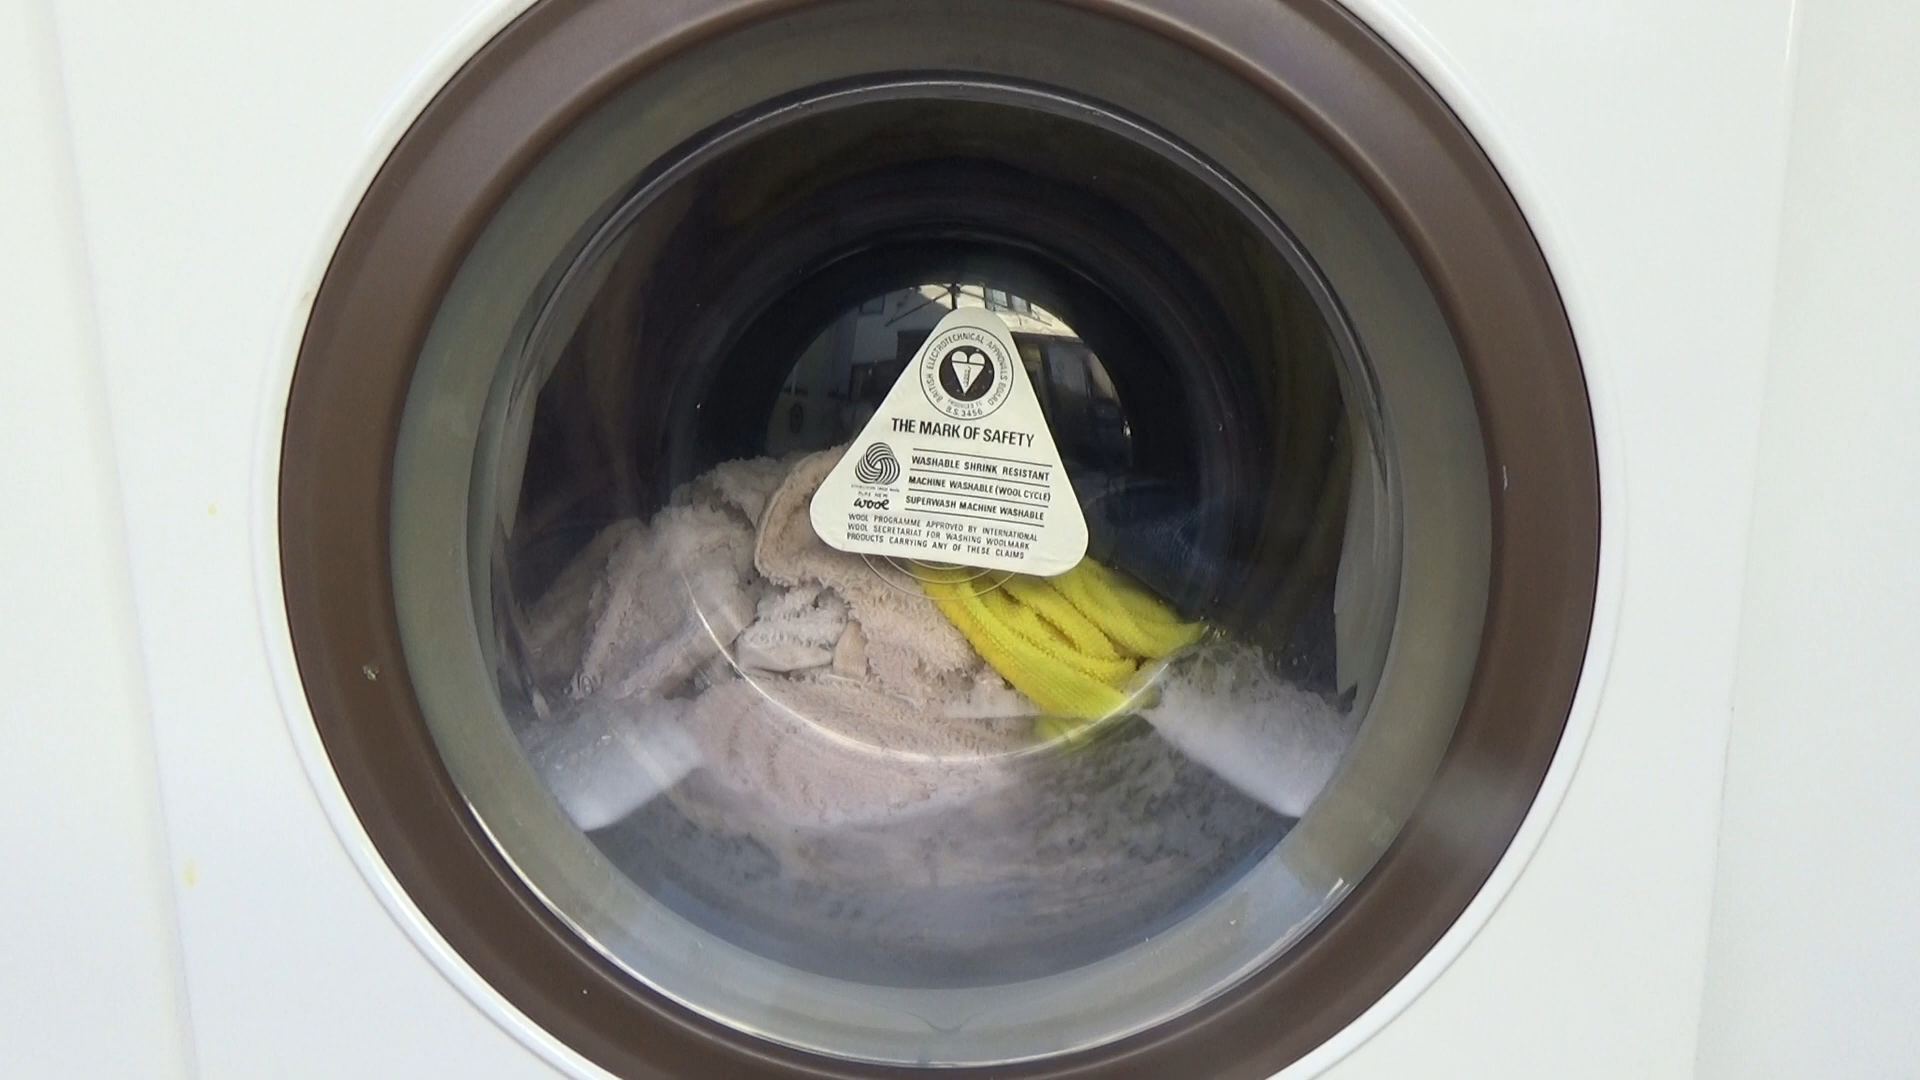 BRITISH ELECTROTECHNICAL APPROVALS BOARD
PRODUCED TO
B.S. 3456
THE MARK OF SAFETY
WASHABLE SHRINK RESISTANT
MACHINE WASHABLE (WOOL CYCLE)
SUPERWASH MACHINE WASHABLE
PURE NEW
wool
WOOL PROGRAMME APPROVED BY INTERNATIONAL
WOOL SECRETARIAT FOR WASHING WOOLMARK
PRODUCTS CARRYING ANY OF THESE CLAIMS